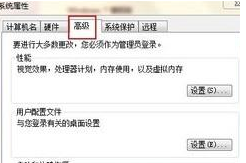 系统属性
计算机名 硬件 高级 系统保护 远程
要进行大多数更改，您必须作为管理员登录。
性能
视觉效果，处理器计划，内存使用，以及虚拟内存
设置(S)...
用户配置文件
与您登录有关的桌面设置
设置(E)...